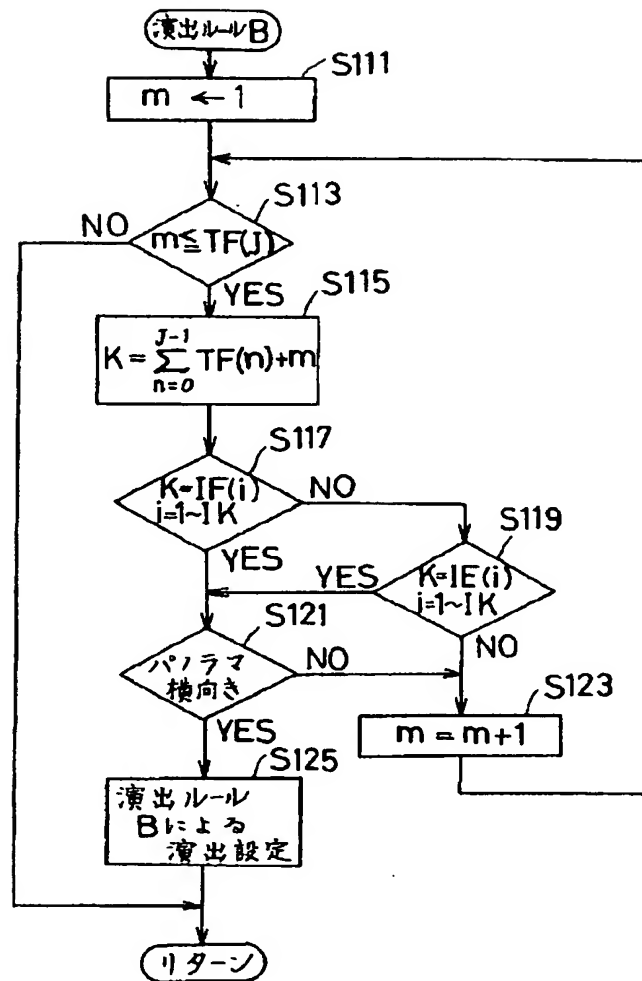 演出ルールB
S111
m ← 1
S113
NO
m≦TF(J)
YES
S115
K=∑TF(n)+m
J-1
n=0
S117
K=IF(i)
i=1~IK
NO
YES
S119
K=IE(i)
i=1~IK
YES
NO
S121
パノラマ
横向き
NO
YES
S123
m=m+1
S125
演出ルール
Bによる
演出設定
リターン